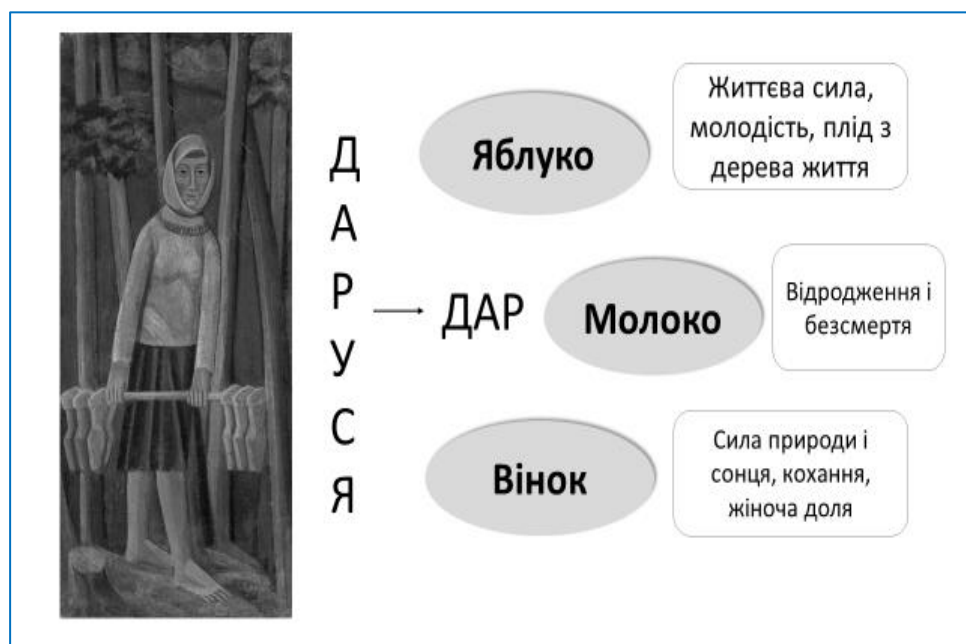 Д
А
Р
У
С
Я
ДАР
Яблуко
Життєва сила,
молодість, плід з
дерева життя
Молоко
Відродження і
безсмертя
Вінок
Сила природи і
сонця, кохання,
жіноча доля